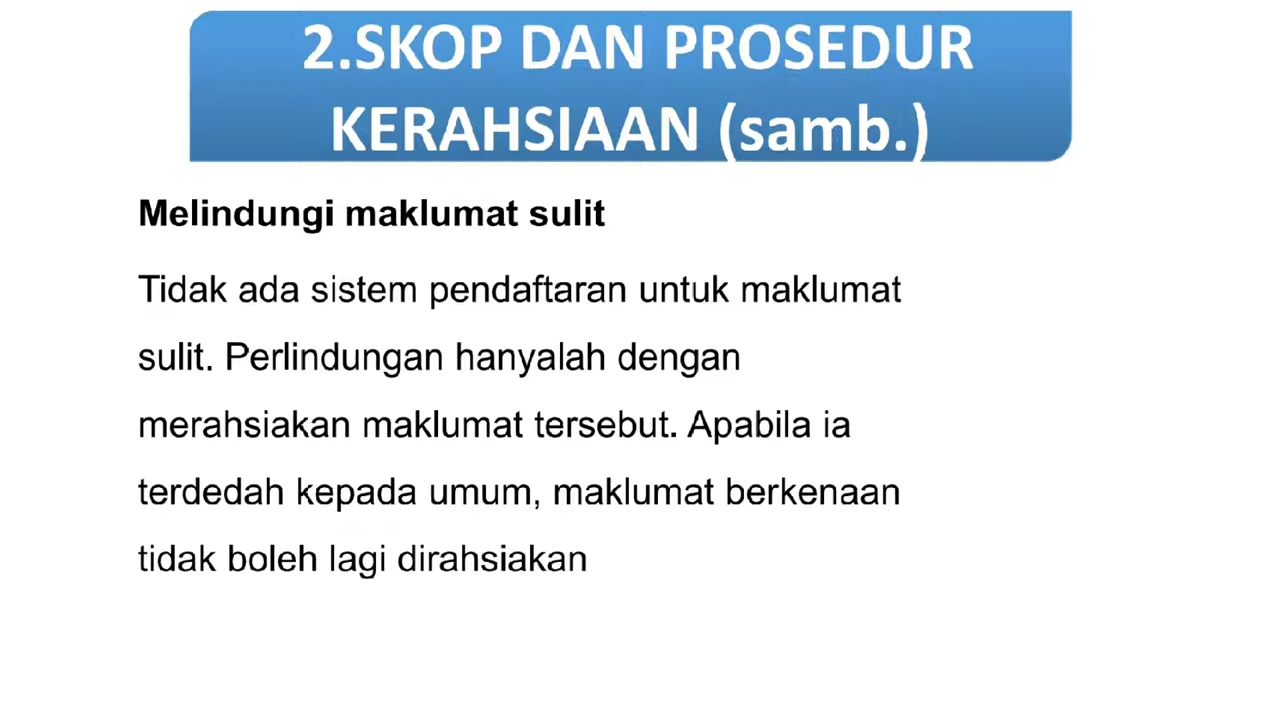 2.SKOP DAN PROSEDUR
KERAHSIAAN (samb.)
Melindungi maklumat sulit
Tidak ada sistem pendaftaran untuk maklumat
sulit. Perlindungan hanyalah dengan
merahsiakan maklumat tersebut. Apabila ia
terdedah kepada umum, maklumat berkenaan
tidak boleh lagi dirahsiakan